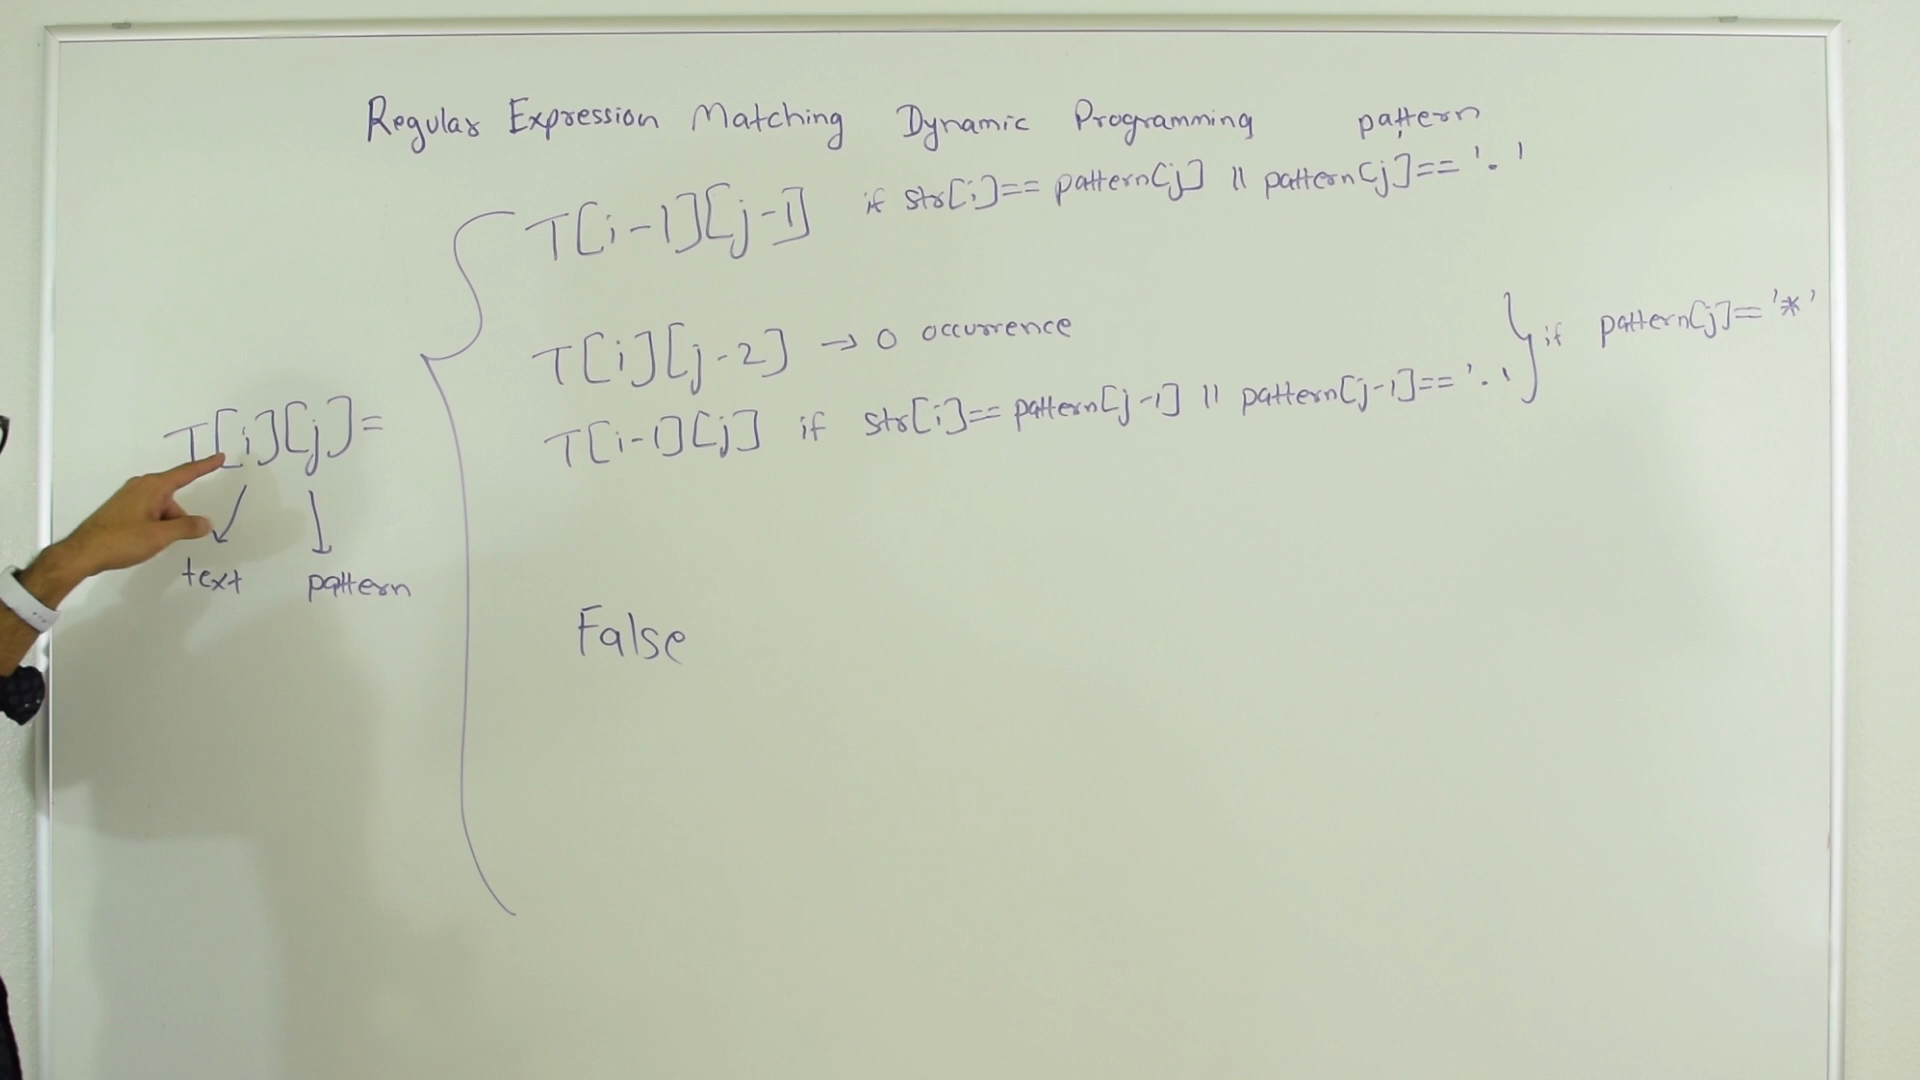 Regular Expression Matching Dynamic Programming pattern
T[i-1][j-1] if str[i]== pattern[j] || pattern[j]=='.'
T[i][j-2] → 0 occurrence
if pattern[j]=='*'
T[i-1][j] if str[i]== pattern[j-1] || pattern[j-1]=='.'
T[i][j]=
text pattern
False